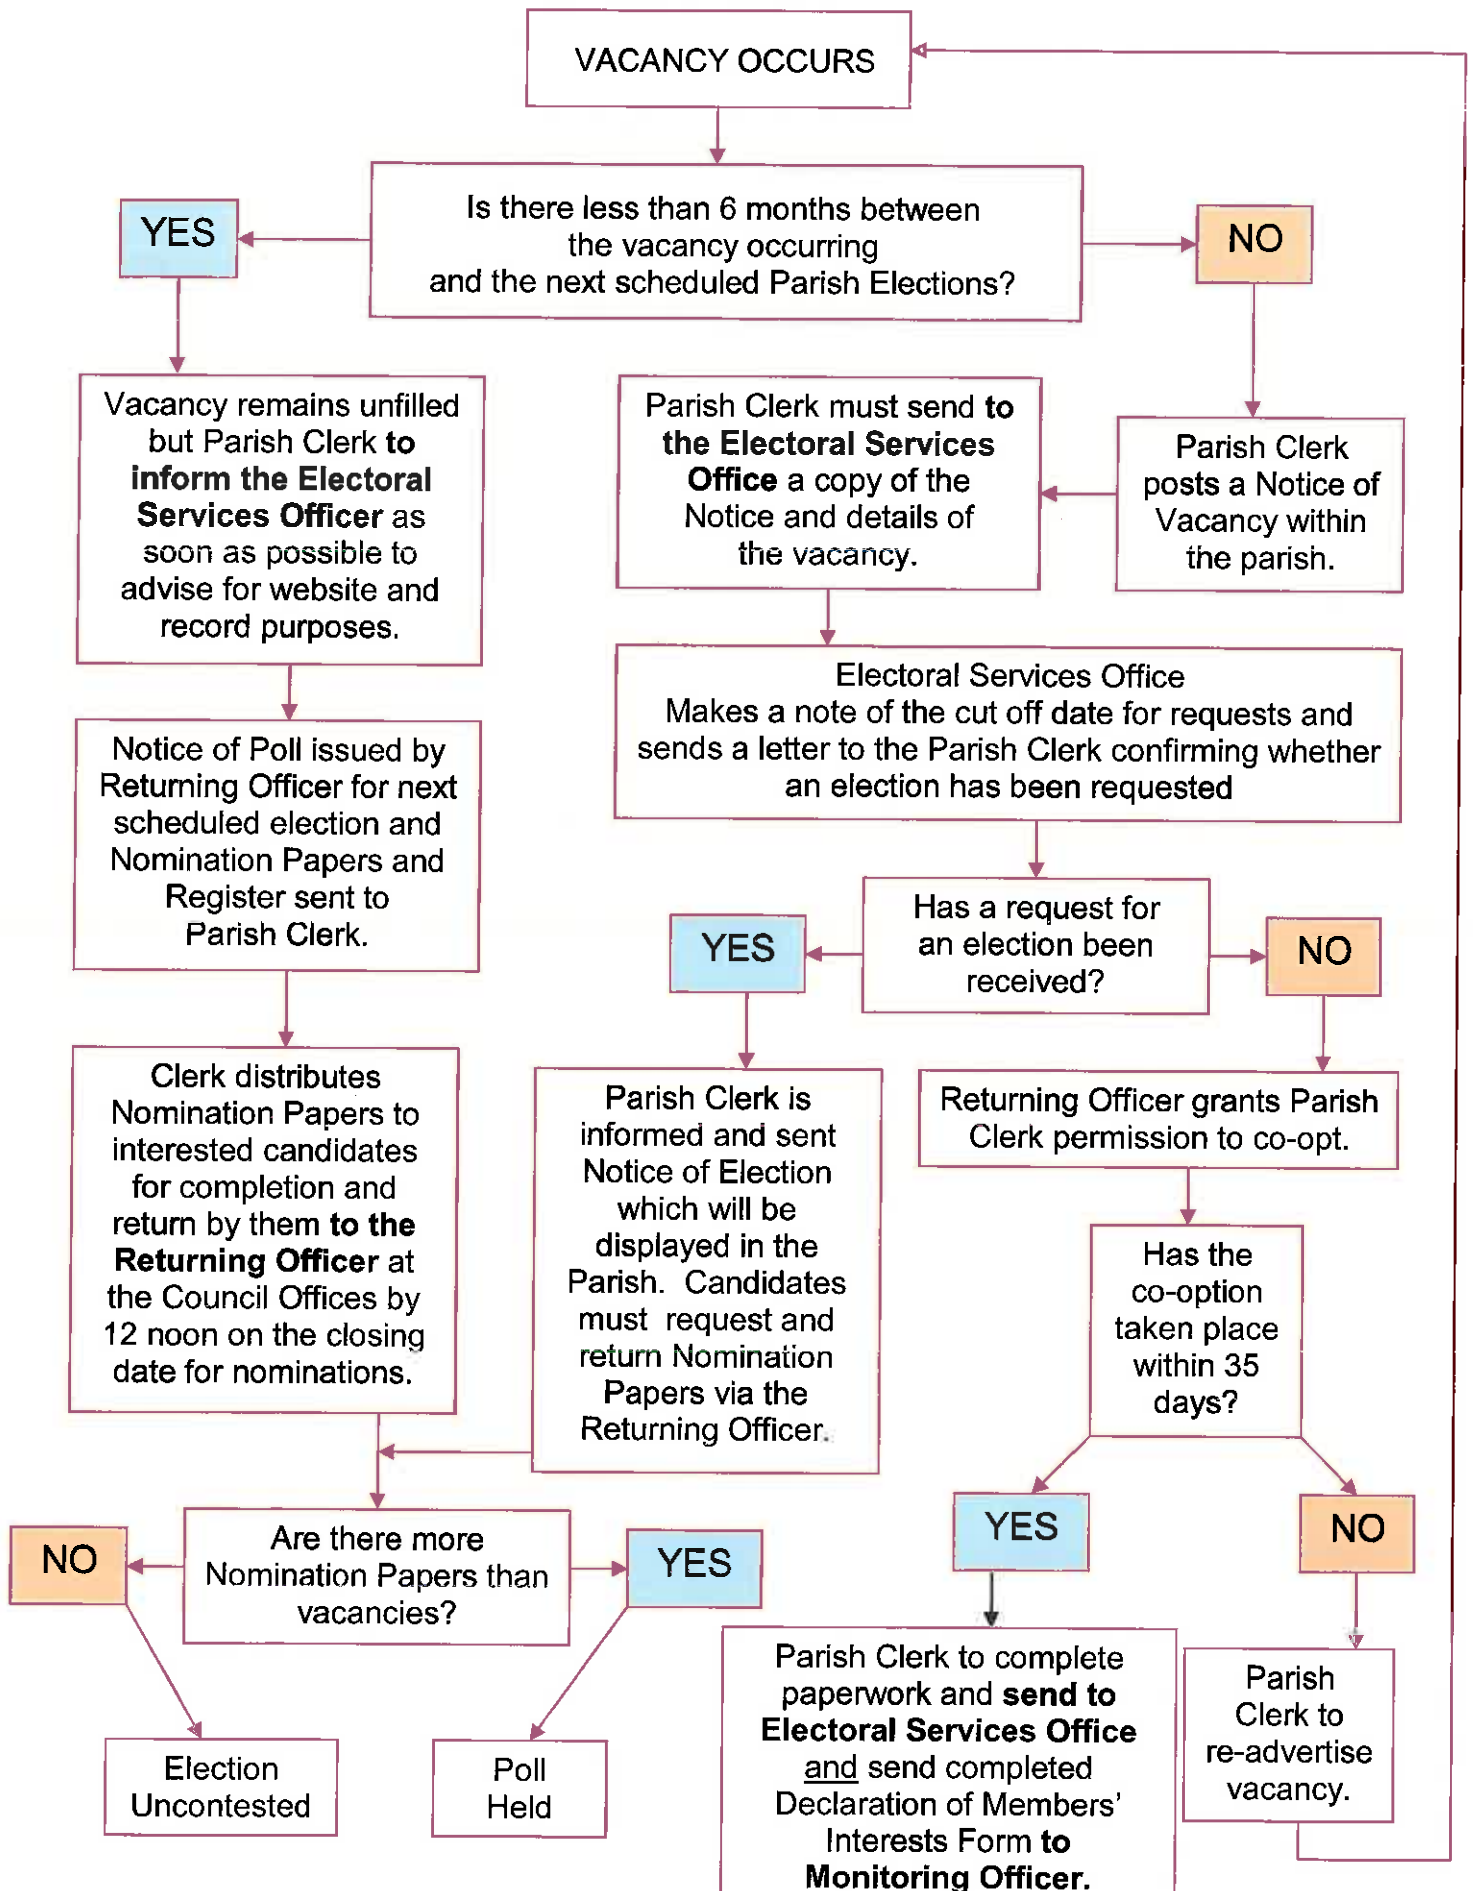 VACANCY OCCURS
Is there less than 6 months between
the vacancy occurring
and the next scheduled Parish Elections?
YES
NO
Vacancy remains unfilled
but Parish Clerk to
inform the Electoral
Services Officer as
soon as possible to
advise for website and
record purposes.
Parish Clerk must send to
the Electoral Services
Office a copy of the
Notice and details of
the vacancy.
Parish Clerk
posts a Notice of
Vacancy within
the parish.
Electoral Services Office
Makes a note of the cut off date for requests and
sends a letter to the Parish Clerk confirming whether
an election has been requested
Notice of Poll issued by
Returning Officer for next
scheduled election and
Nomination Papers and
Register sent to
Parish Clerk.
Has a request for
an election been
received?
YES
NO
Clerk distributes
Nomination Papers to
interested candidates
for completion and
return by them to the
Returning Officer at
the Council Offices by
12 noon on the closing
date for nominations.
Parish Clerk is
informed and sent
Notice of Election
which will be
displayed in the
Parish. Candidates
must request and
return Nomination
Papers via the
Returning Officer.
Returning Officer grants Parish
Clerk permission to co-opt.
Has the
co-option
taken place
within 35
days?
YES
NO
Are there more
Nomination Papers than
vacancies?
NO
YES
Election
Uncontested
Poll
Held
Parish Clerk to complete
paperwork and send to
Electoral Services Office
and send completed
Declaration of Members'
Interests Form to
Monitoring Officer.
Parish
Clerk to
re-advertise
vacancy.